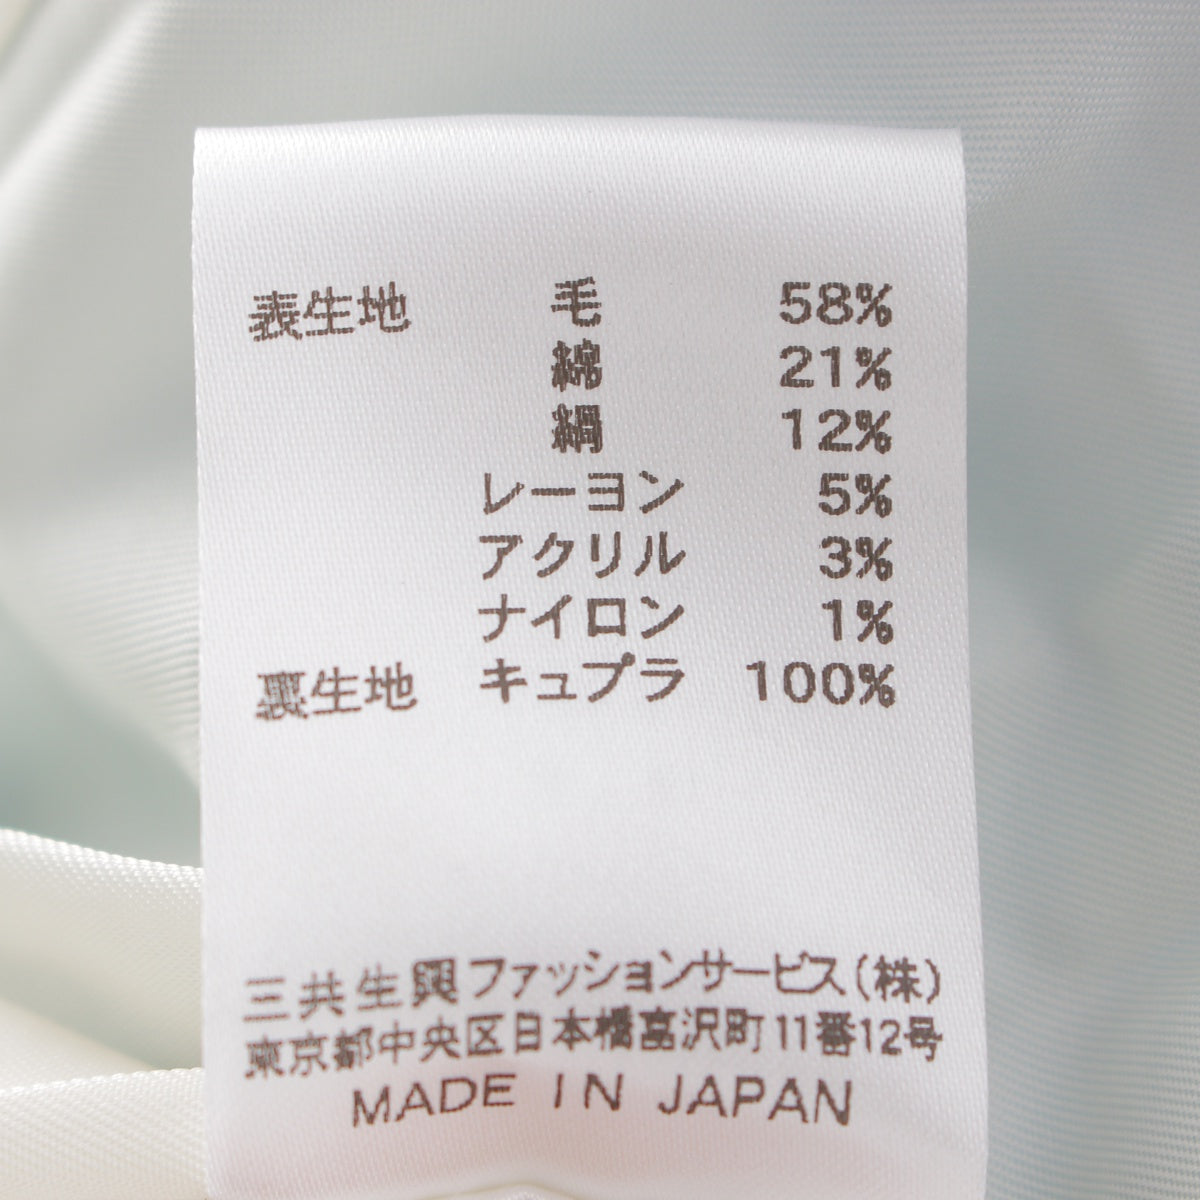 表生地 毛 58%
綿 21%
絹 12%
レーヨン 5%
アクリル 3%
ナイロン 1%
裏生地 キュプラ 100%
三共生興ファッションサービス(株)
東京都中央区日本橋富沢町11番12号
MADE IN JAPAN